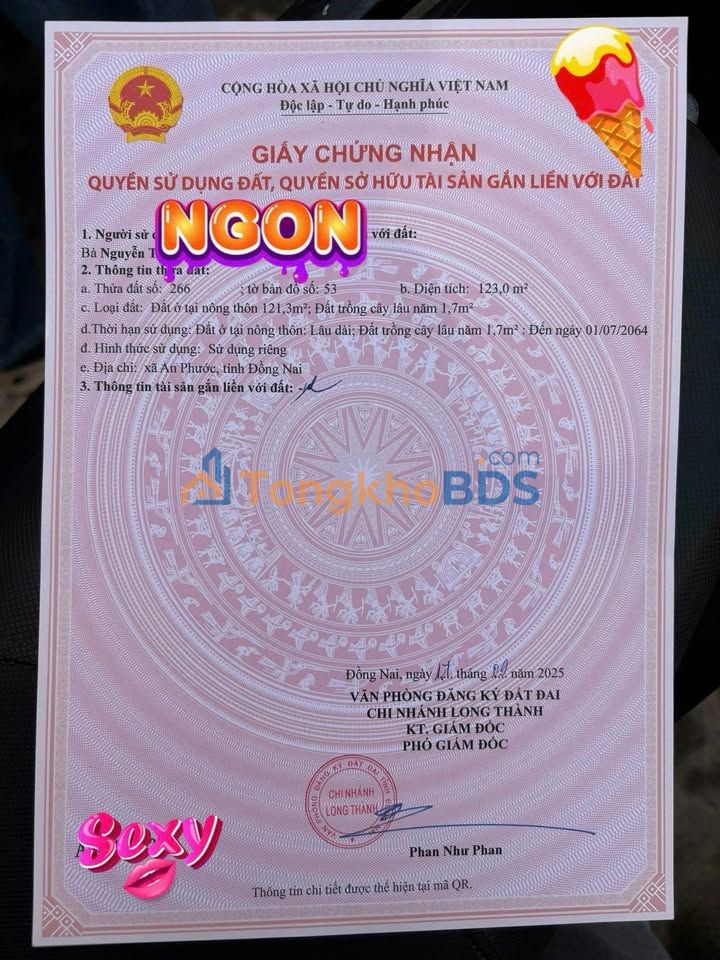 CỘNG HÒA XÃ HỘI CHỦ NGHĨA VIỆT NAM
Độc lập - Tự do - Hạnh phúc
GIẤY CHỨNG NHẬN
QUYỀN SỬ DỤNG ĐẤT, QUYỀN SỞ HỮU TÀI SẢN GẮN LIỀN VỚI ĐẤT
1. Người sử NGON với đất:
Bà Nguyễn
2. Thông tin thửa đất:
a. Thửa đất số: 266 ; tờ bản đồ số: 53 b. Diện tích: 123,0 m²
c. Loại đất: Đất ở tại nông thôn 121,3m²; Đất trồng cây lâu năm 1,7m²
d.Thời hạn sử dụng: Đất ở tại nông thôn: Lâu dài; Đất trồng cây lâu năm 1,7m² : Đến ngày 01/07/2064
đ. Hình thức sử dụng: Sử dụng riêng
e. Địa chỉ: xã An Phước, tỉnh Đồng Nai
3. Thông tin tài sản gắn liền với đất: -/-
TongkhoBDS.com
Đồng Nai, ngày 17 tháng 09 năm 2025
VĂN PHÒNG ĐĂNG KÝ ĐẤT ĐAI
CHI NHÁNH LONG THÀNH
KT. GIÁM ĐỐC
PHÓ GIÁM ĐỐC
VĂN PHÒNG ĐĂNG KÝ ĐẤT ĐAI TỈNH
CHI NHÁNH
LONG THÀNH
Sexy
Phan Như Phan
Thông tin chi tiết được thể hiện tại mã QR.